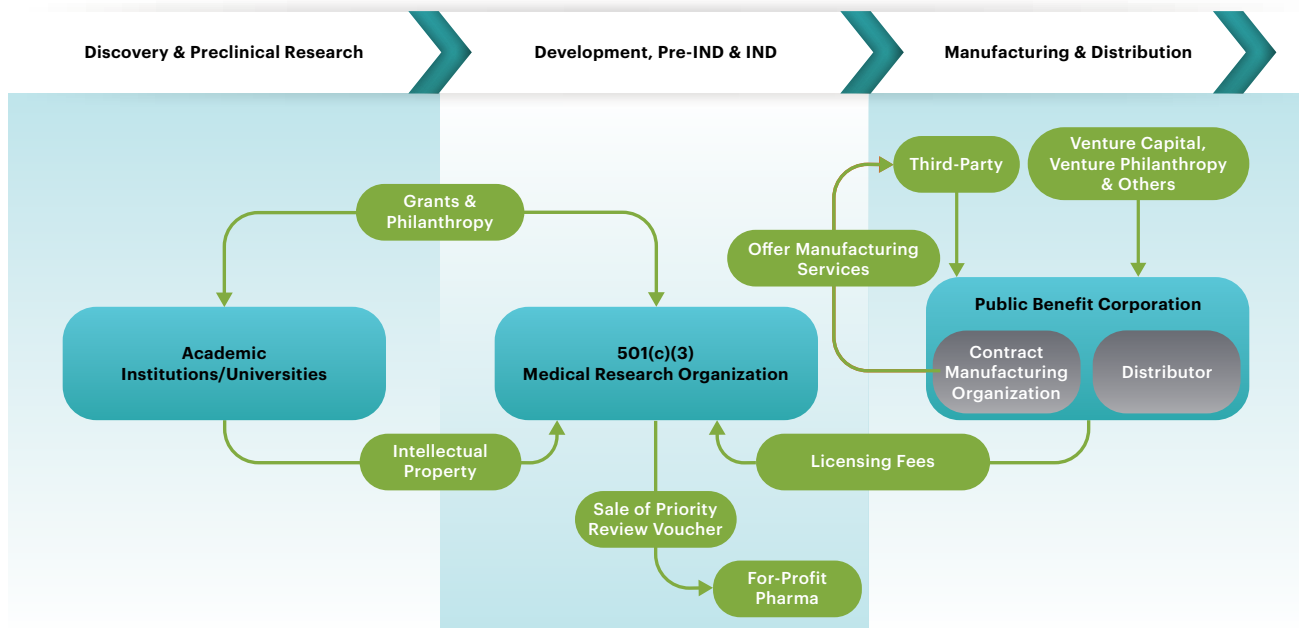 Discovery & Preclinical Research
Development, Pre-IND & IND
Manufacturing & Distribution
Grants &
Philanthropy
Third-Party
Venture Capital,
Venture Philanthropy
& Others
Offer Manufacturing
Services
Academic
Institutions/Universities
501(c)(3)
Medical Research Organization
Public Benefit Corporation
Contract
Manufacturing
Organization
Distributor
Intellectual
Property
Licensing Fees
Sale of Priority
Review Voucher
For-Profit
Pharma